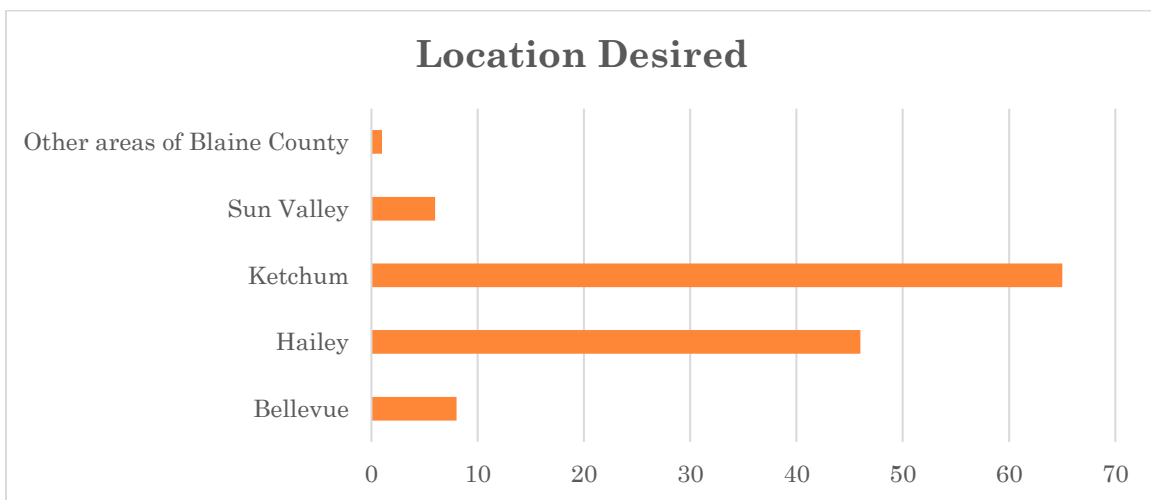 Location Desired
Other areas of Blaine County
Sun Valley
Ketchum
Hailey
Bellevue
0 10 20 30 40 50 60 70